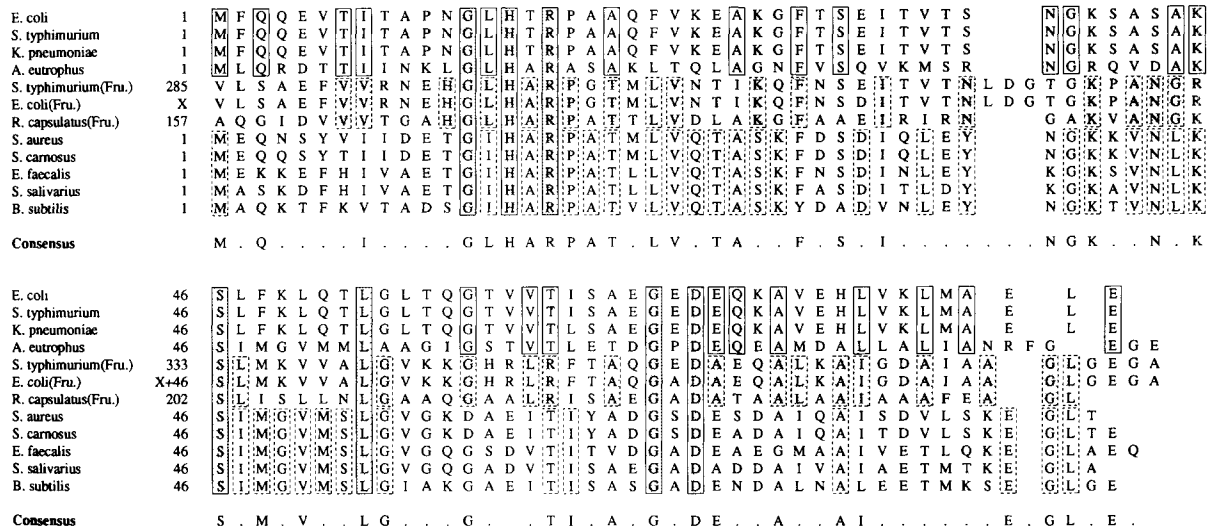 E. coli 1 M F Q Q E V T I T A P N G L H T R P A A Q F V K E A K G F T S E I T V T S N G K S A S A K
S. typhimurium 1 M F Q Q E V T I T A P N G L H T R P A A Q F V K E A K G F T S E I T V T S N G K S A S A K
K. pneumoniae 1 M F Q Q E V T I T A P N G L H T R P A A Q F V K E A K G F T S E I T V T S N G K S A S A K
A. eutrophus 1 M L Q R D T T I I N K L G L H A R A S A K L T Q L A G N F V S Q V K M S R N G R Q V D A K
S. typhimurium(Fru.) 285 V L S A E F V V R N E H G L H A R P G T M L V N T I K Q F N S E I T V T N L D G T G K P A N G R
E. coli(Fru.) X V L S A E F V V R N E H G L H A R P G T M L V N T I K Q F N S D I T V T N L D G T G K P A N G R
R. capsulatus(Fru.) 157 A Q G I D V V V T G A H G L H A R P A T T L V D L A K G F A A E I R I R N G A K V A N G K
S. aureus 1 M E Q N S Y V I I D E T G I H A R P A T M L V Q T A S K F D S D I Q L E Y N G K K V N L K
S. carnosus 1 M E Q Q S Y T I I D E T G I H A R P A T M L V Q T A S K F D S D I Q L E Y N G K K V N L K
E. faecalis 1 M E K K E F H I V A E T G I H A R P A T L L V Q T A S K F N S D I N L E Y K G K S V N L K
S. salivarius 1 M A S K D F H I V A E T G I H A R P A T L L V Q T A S K F A S D I T L D Y K G K A V N L K
B. subtilis 1 M A Q K T F K V T A D S G I H A R P A T V L V Q T A S K Y D A D V N L E Y N G K T V N L K
Consensus M . Q . . . . I . . . . G L H A R P A T . L V . T A . . F . S . I . . . . . . . N G K . . N . K
E. coli 46 S L F K L Q T L G L T Q G T V V T I S A E G E D E Q K A V E H L V K L M A E L E
S. typhimurium 46 S L F K L Q T L G L T Q G T V V T I S A E G E D E Q K A V E H L V K L M A E L E
K. pneumoniae 46 S L F K L Q T L G L T Q G T V V T L S A E G E D E Q K A V E H L V K L M A E L E
A. eutrophus 46 S I M G V M M L A A G I G S T V T L E T D G P D E Q E A M D A L L A L I A N R F G E G E
S. typhimurium(Fru.) 333 S L M K V V A L G V K K G H R L R F T A Q G E D A E Q A L K A I G D A I A A G L G E G A
E. coli(Fru.) X+46 S L M K V V A L G V K K G H R L R F T A Q G A D A E Q A L K A I G D A I A A G L G E G A
R. capsulatus(Fru.) 202 S L I S L L N L G A A Q G A A L R I S A E G A D A T A A L A A I A A A F E A G L
S. aureus 46 S I M G V M S L G V G K D A E I T I Y A D G S D E S D A I Q A I S D V L S K E G L T
S. carnosus 46 S I M G V M S L G V G K D A E I T I Y A D G S D E A D A I Q A I T D V L S K E G L T E
E. faecalis 46 S I M G V M S L G V G Q G S D V T I T V D G A D E A E G M A A I V E T L Q K E G L A E Q
S. salivarius 46 S I M G V M S L G V G Q G A D V T I S A E G A D A D D A I V A I A E T M T K E G L A
B. subtilis 46 S I M G V M S L G I A K G A E I T I S A S G A D E N D A L N A L E E T M K S E G L G E
Consensus S . M . V . . L G . . . G . . . T I . A . G . D E . . A . . A I . . . . . . E . G L . E .